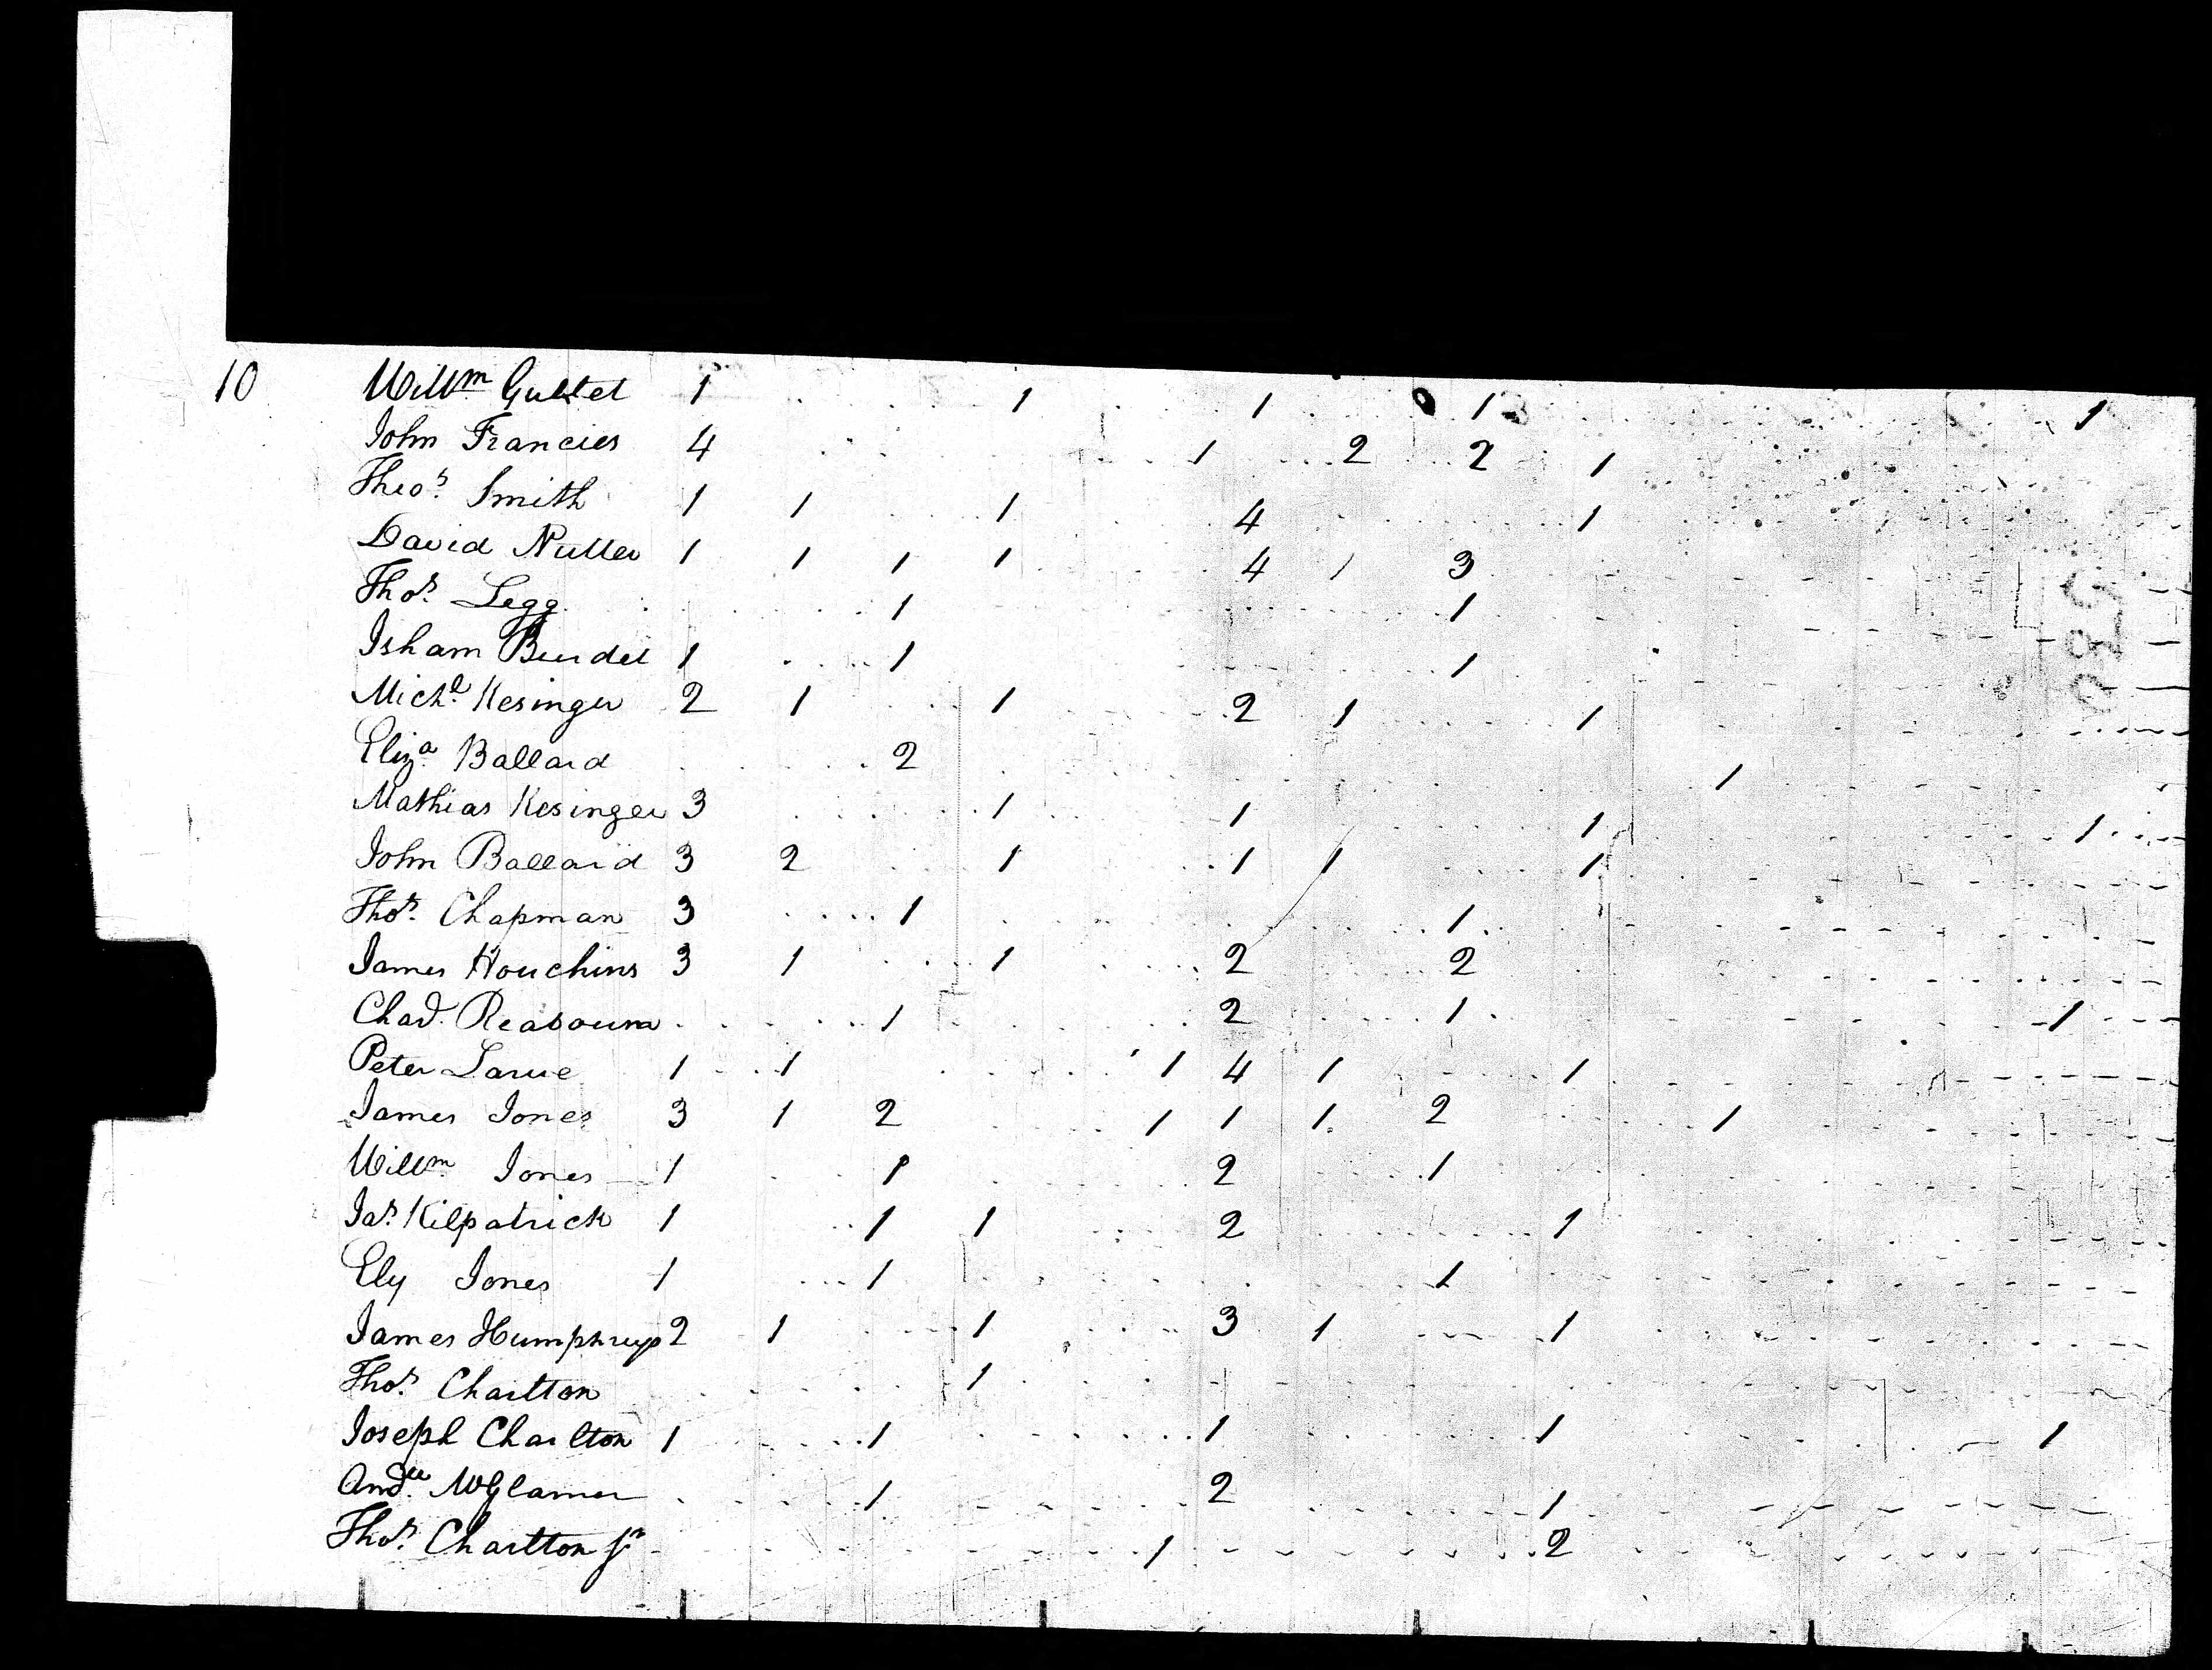 10 Willm Gullet 1 1 1 1 1
John Francies 4 1 2 2 1
Thos. Smith 1 1 1 4 1
David Nutter 1 1 1 1 4 1 3
Thos. Legg 1 1
Isham Burdet 1 1 1
Michl. Kesinger 2 1 1 2 1 1
Eliza. Ballard 2 1
Mathias Kesinger 3 1 1 1 1
John Ballard 3 2 1 1 1 1
Thos. Chapman 3 1 1
James Houchins 3 1 1 2 2
Chad. 1 2 1 1
Peter Larue 1 1 1 4 1 1
James Jones 3 1 2 1 1 1 2 1
Willm. Jones 1 1 2 1
Jas. Kilpatrick 1 1 1 2 1
Ely Jones 1 1 1
James Humphreys 2 1 1 3 1 1
Thos. Charlton 1
Joseph Charlton 1 1 1 1 1
Andw. 1 2 1
Thos. Charlton Sr 1 2